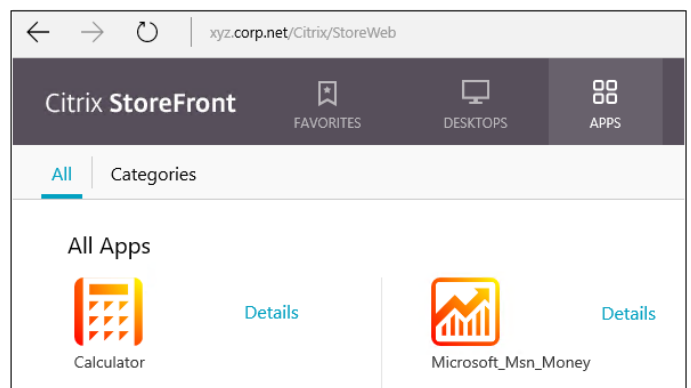 xyz.corp.net/Citrix/StoreWeb
Citrix StoreFront
FAVORITES
DESKTOPS
APPS
All
Categories
All Apps
Details
Details
Calculator
Microsoft_Msn_Money